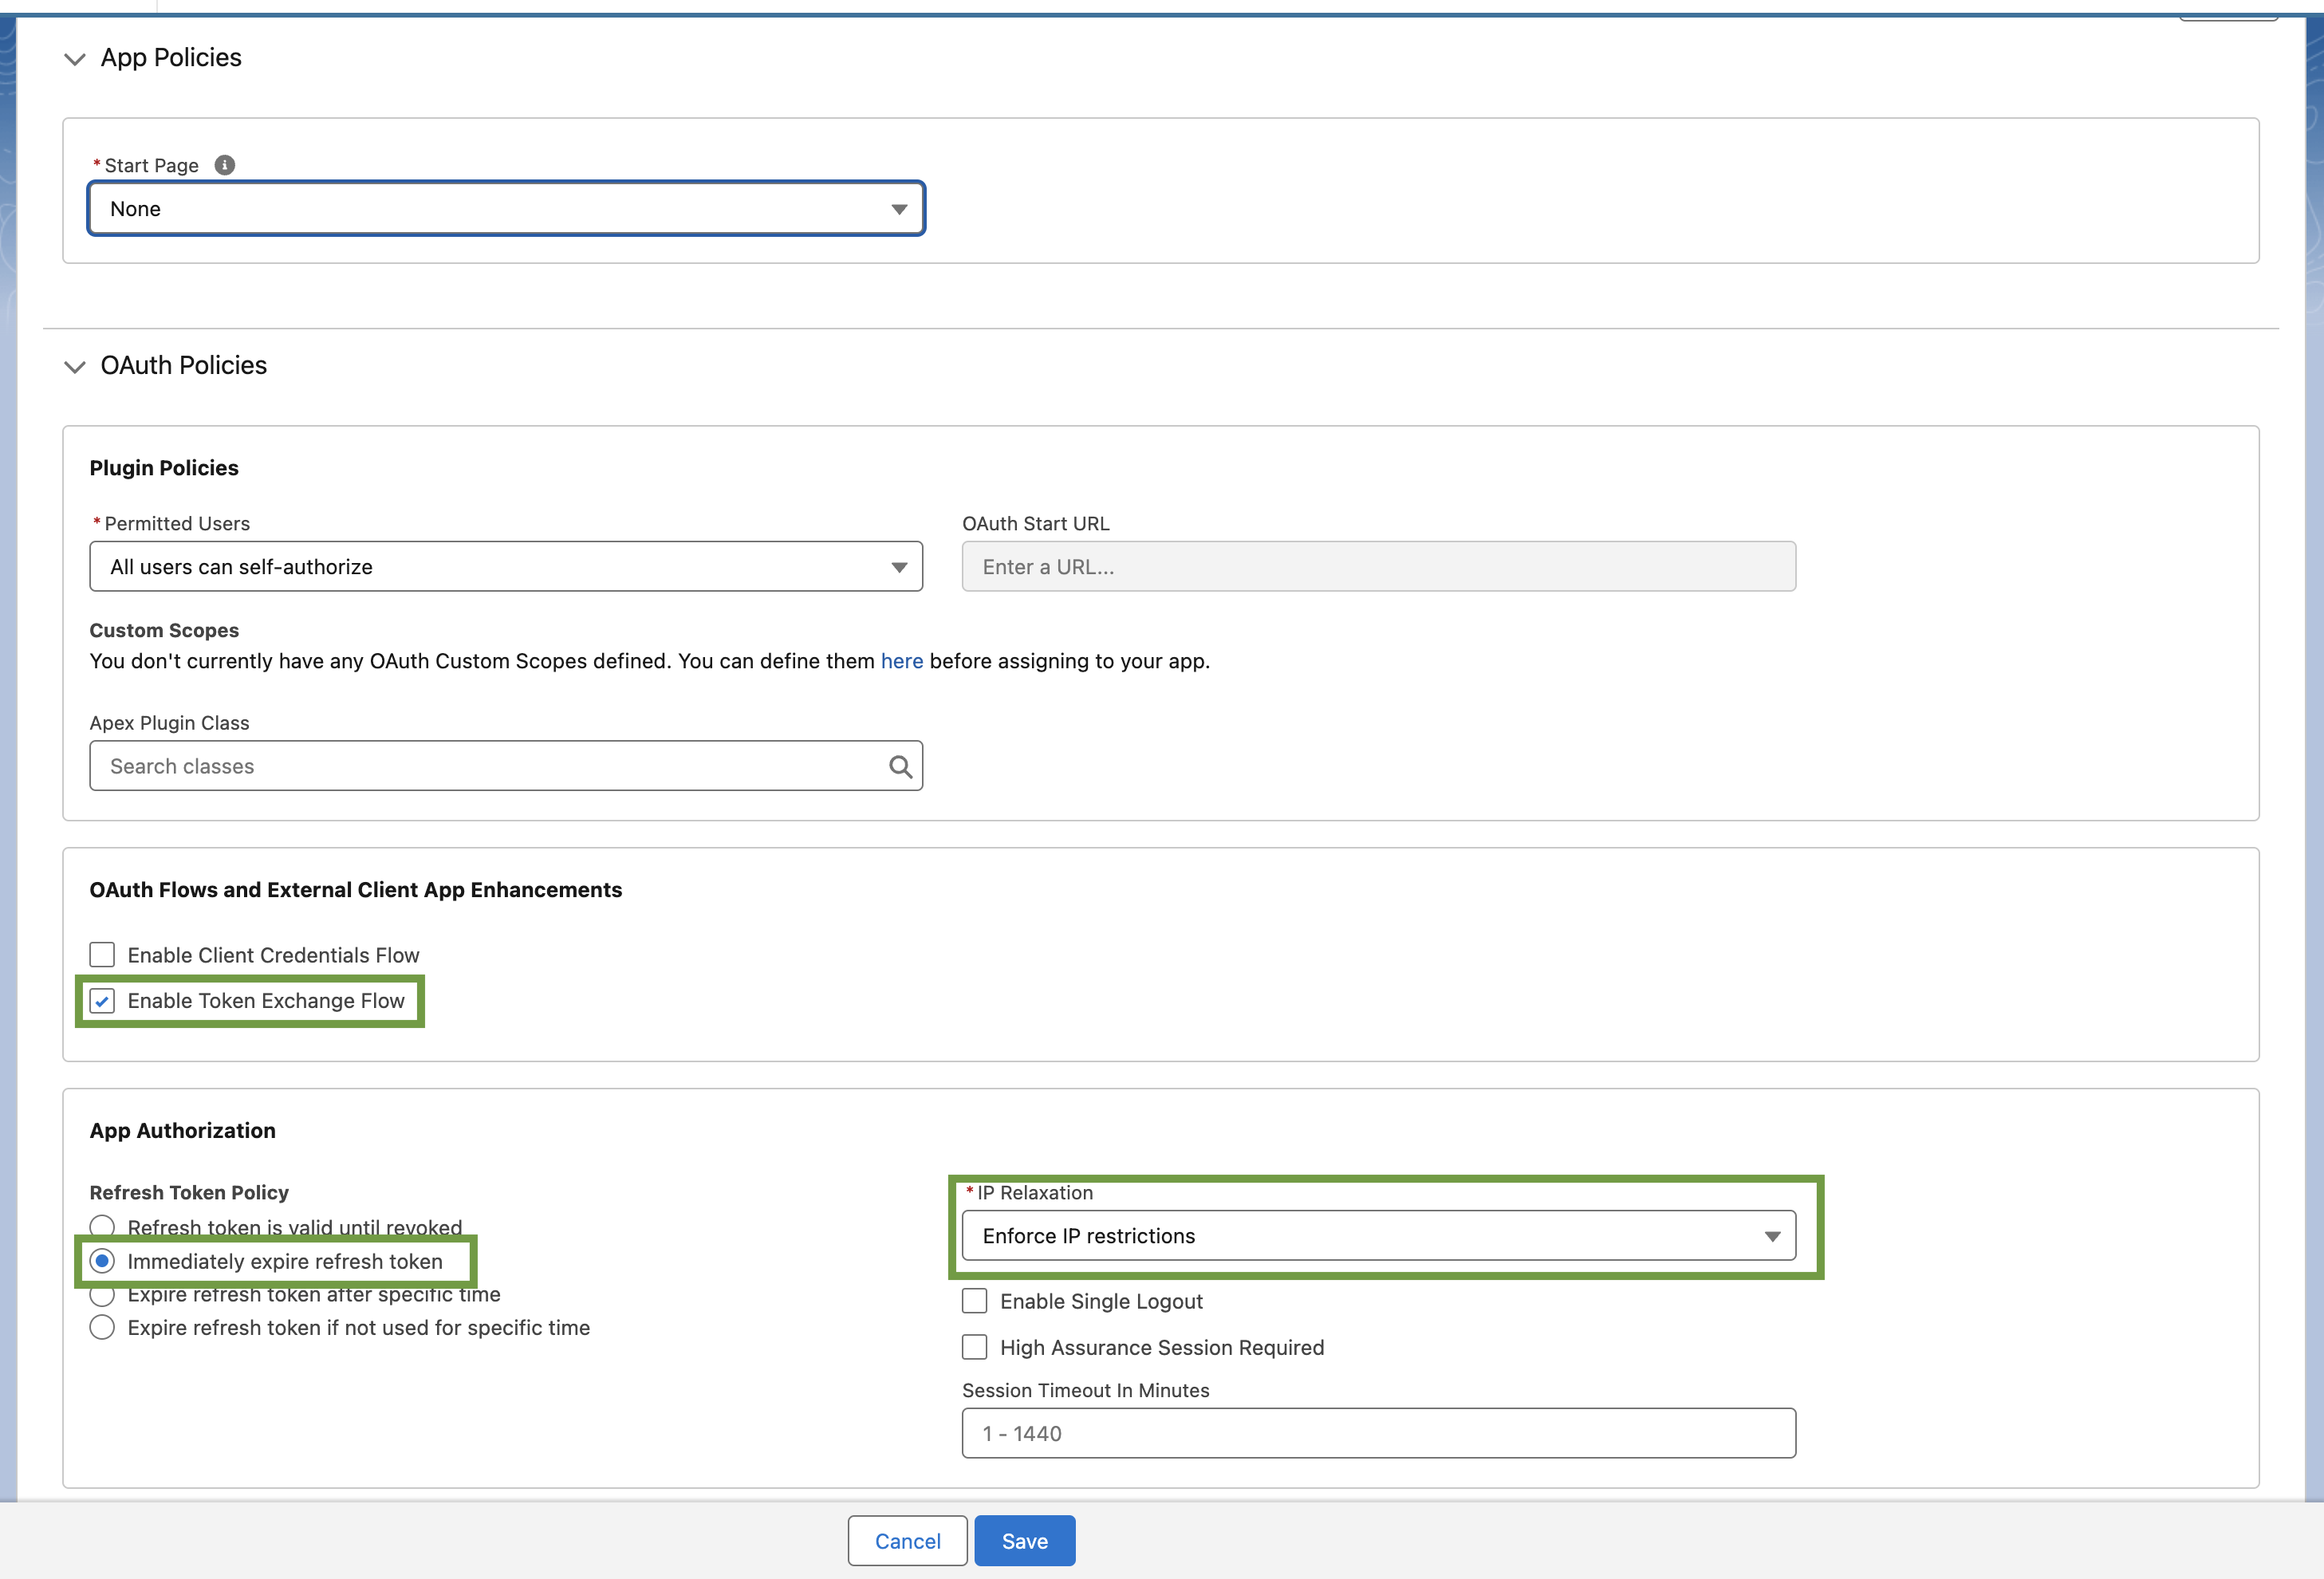 App Policies
* Start Page
None
OAuth Policies
Plugin Policies
* Permitted Users
All users can self-authorize
OAuth Start URL
Enter a URL...
Custom Scopes
You don't currently have any OAuth Custom Scopes defined. You can define them here before assigning to your app.
Apex Plugin Class
Search classes
OAuth Flows and External Client App Enhancements
Enable Client Credentials Flow
Enable Token Exchange Flow
App Authorization
Refresh Token Policy
Refresh token is valid until revoked
Immediately expire refresh token
Expire refresh token after specific time
Expire refresh token if not used for specific time
* IP Relaxation
Enforce IP restrictions
Enable Single Logout
High Assurance Session Required
Session Timeout In Minutes
1 - 1440
Cancel
Save